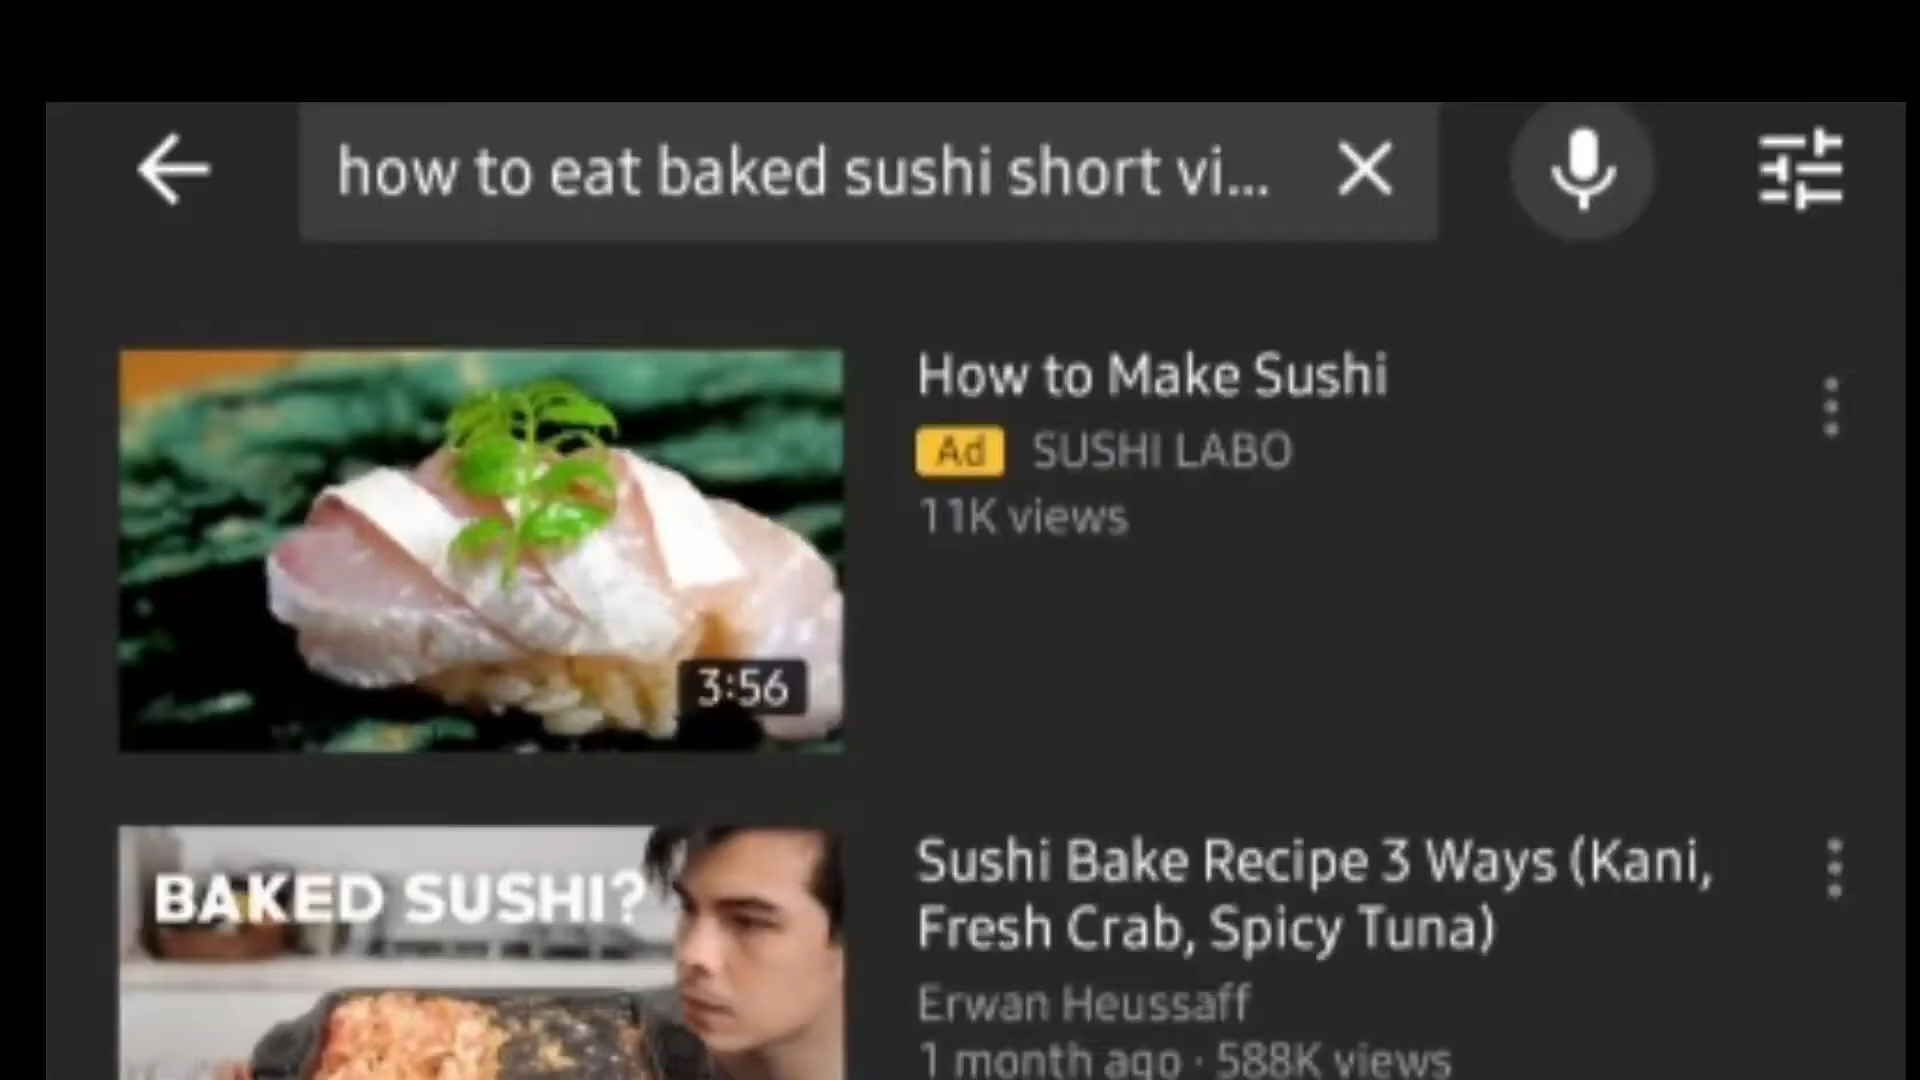 how to eat baked sushi short vi...
How to Make Sushi
Ad SUSHI LABO
11K views
3:56
BAKED SUSHI?
Sushi Bake Recipe 3 Ways (Kani,
Fresh Crab, Spicy Tuna)
Erwan Heussaff
1 month ago · 588K views